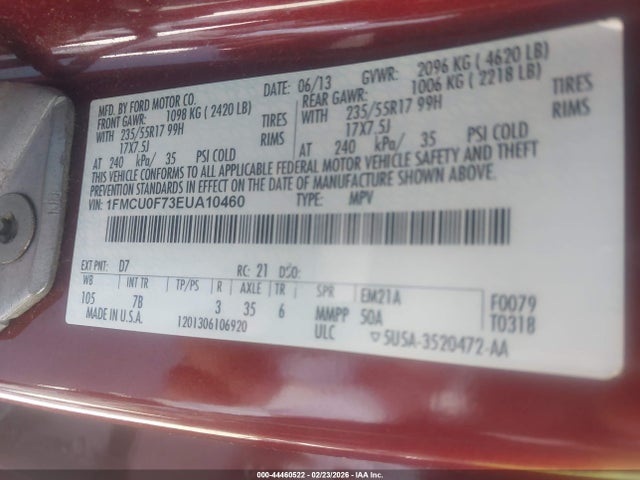 MFD. BY FORD MOTOR CO. DATE: 06/13 GVWR: 2096 KG ( 4620 LB)
FRONT GAWR: 1098 KG ( 2420 LB) REAR GAWR: 1006 KG ( 2218 LB)
WITH 235/55R17 99H TIRES WITH 235/55R17 99H TIRES
17X7.5J RIMS 17X7.5J RIMS
AT 240 kPa/ 35 PSI COLD AT 240 kPa/ 35 PSI COLD
THIS VEHICLE CONFORMS TO ALL APPLICABLE FEDERAL MOTOR VEHICLE SAFETY AND THEFT
PREVENTION STANDARDS IN EFFECT ON THE DATE OF MANUFACTURE SHOWN ABOVE.
VIN: 1FMCU0F73EUA10460 TYPE: MPV
EXT PNT: D7 RC: 21 DSO:
WB INT TR TP/PS R AXLE TR SPR EM21A F0079
105 7B 3 35 6 MMPP 50A T0318
MADE IN U.S.A. 1201306106920 ULC 5U5A-3520472-AA
000-44460522 - 02/23/2026 - IAA Inc.